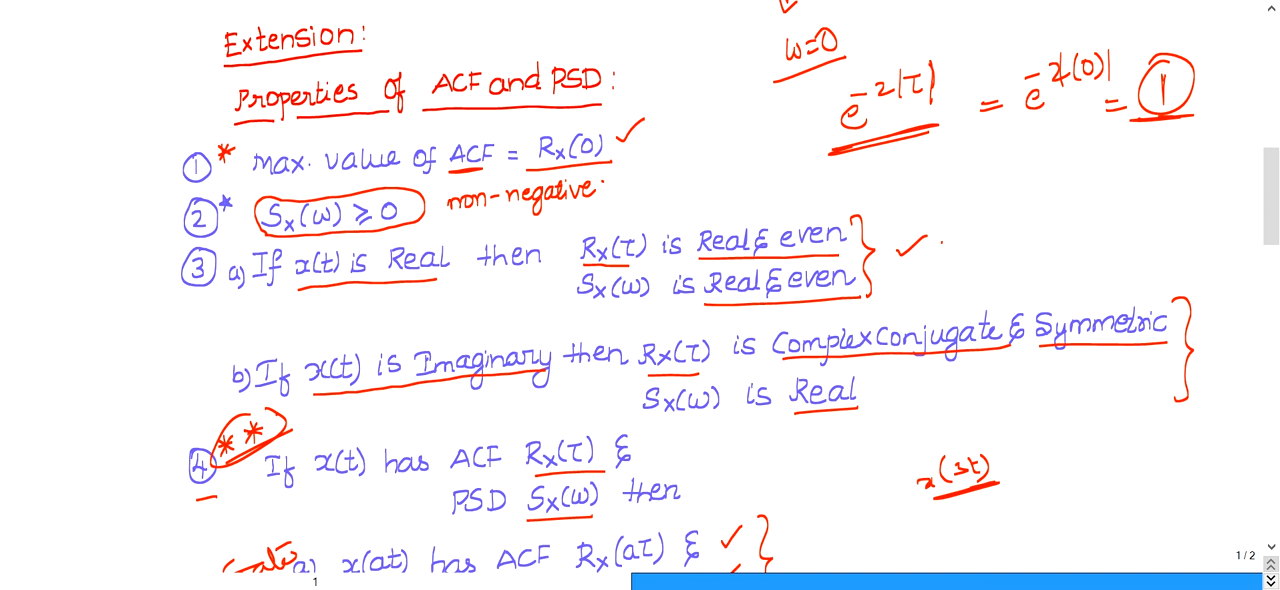 Extension:
Properties of ACF and PSD:
① * max. value of ACF = Rx(0) ✓
② * Sx(ω) ≥ 0 non-negative.
③ a) If x(t) is Real then Rx(τ) is Real & even
Sx(ω) is Real & even } ✓
b) If x(t) is Imaginary then Rx(τ) is Complex Conjugate & Symmetric
Sx(ω) is Real
④ ** If x(t) has ACF Rx(τ) &
PSD Sx(ω) then
a) x(at) has ACF Rx(aτ) & ✓
ω=0
e^-2|τ| = e^-2|(0)| = ①
x(3t)
1
1 / 2